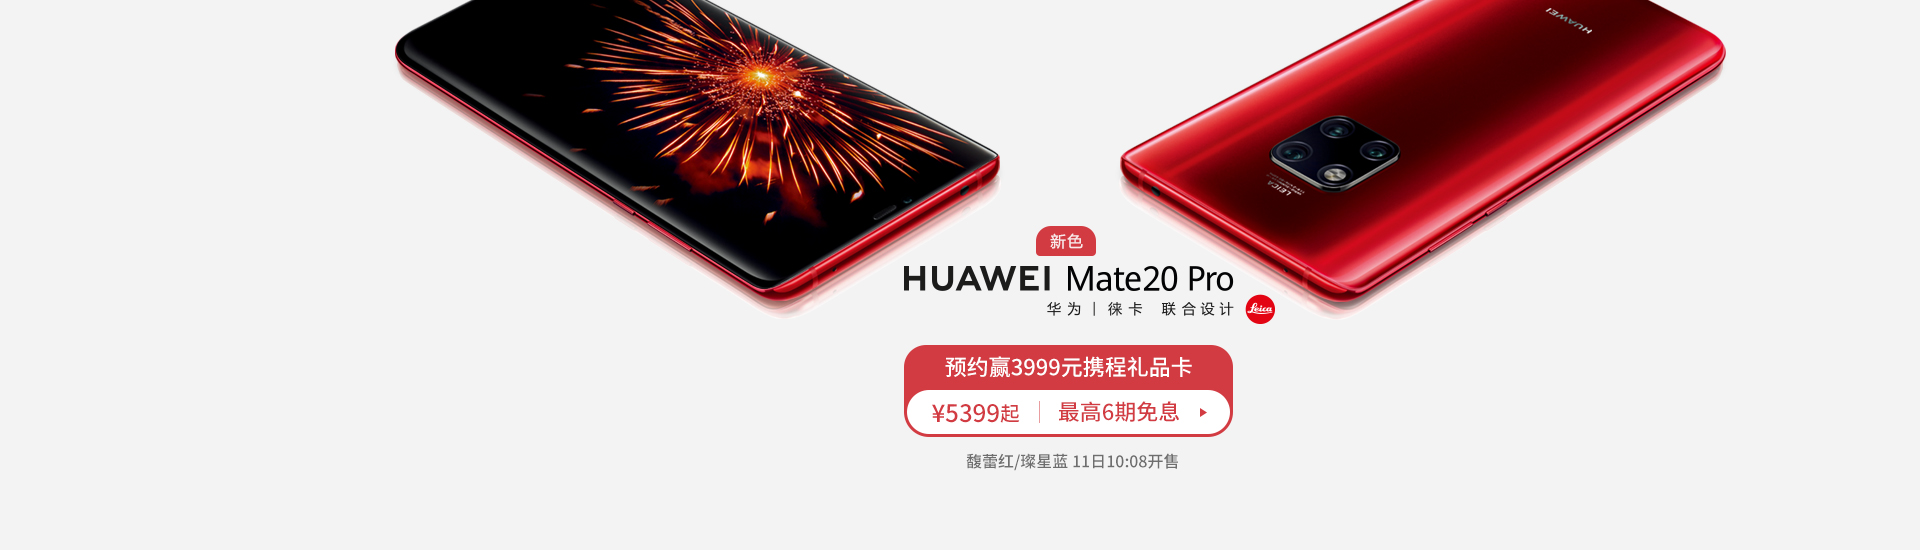 HUAWEI
LEICA
新色
HUAWEI Mate20 Pro
华为 | 徕卡 联合设计
Leica
预约赢3999元携程礼品卡
¥5399起 | 最高6期免息
馥蕾红/璨星蓝 11日10:08开售